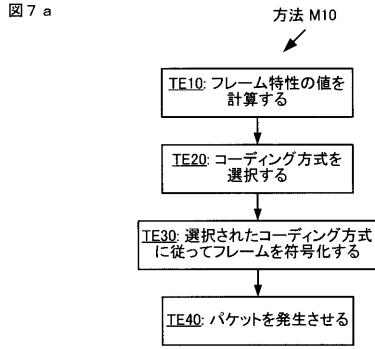 図７ａ
方法 M10
TE10: フレーム特性の値を
計算する
TE20: コーディング方式を
選択する
TE30: 選択されたコーディング方式
に従ってフレームを符号化する
TE40: パケットを発生させる